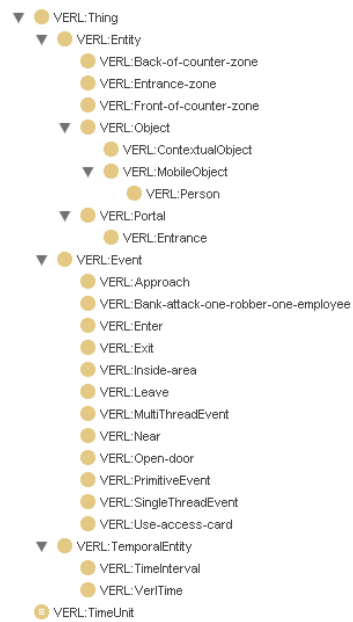 VERL:Thing
VERL:Entity
VERL:Back-of-counter-zone
VERL:Entrance-zone
VERL:Front-of-counter-zone
VERL:Object
VERL:ContextualObject
VERL:MobileObject
VERL:Person
VERL:Portal
VERL:Entrance
VERL:Event
VERL:Approach
VERL:Bank-attack-one-robber-one-employee
VERL:Enter
VERL:Exit
VERL:Inside-area
VERL:Leave
VERL:MultiThreadEvent
VERL:Near
VERL:Open-door
VERL:PrimitiveEvent
VERL:SingleThreadEvent
VERL:Use-access-card
VERL:TemporalEntity
VERL:TimeInterval
VERL:VerlTime
VERL:TimeUnit